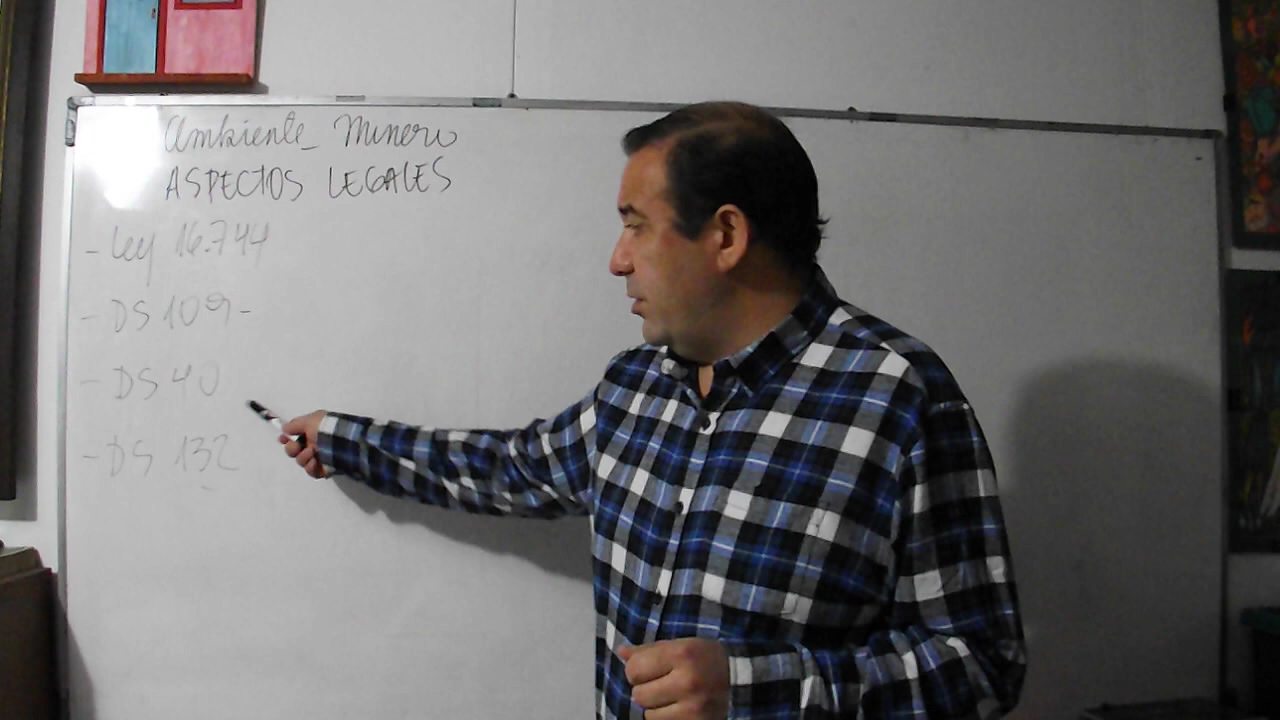 Ambiente Minero
ASPECTOS LEGALES
- Ley 16.744
- DS 109-
- DS 40
- DS 132